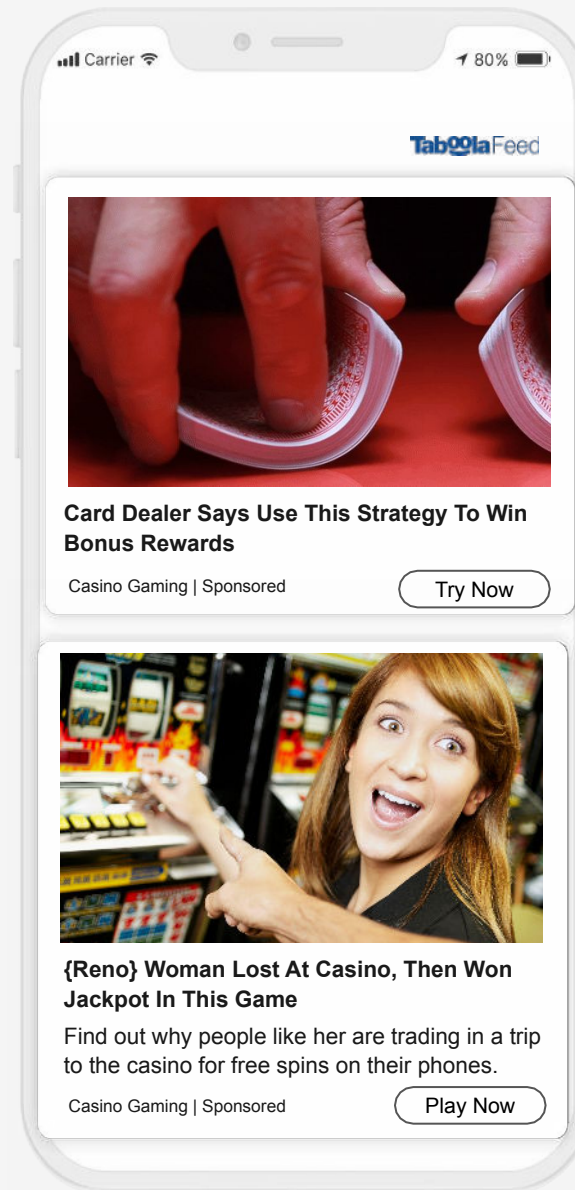 Carrier
80%
Taboola Feed
Card Dealer Says Use This Strategy To Win
Bonus Rewards
Casino Gaming | Sponsored
Try Now
{Reno} Woman Lost At Casino, Then Won
Jackpot In This Game
Find out why people like her are trading in a trip
to the casino for free spins on their phones.
Casino Gaming | Sponsored
Play Now